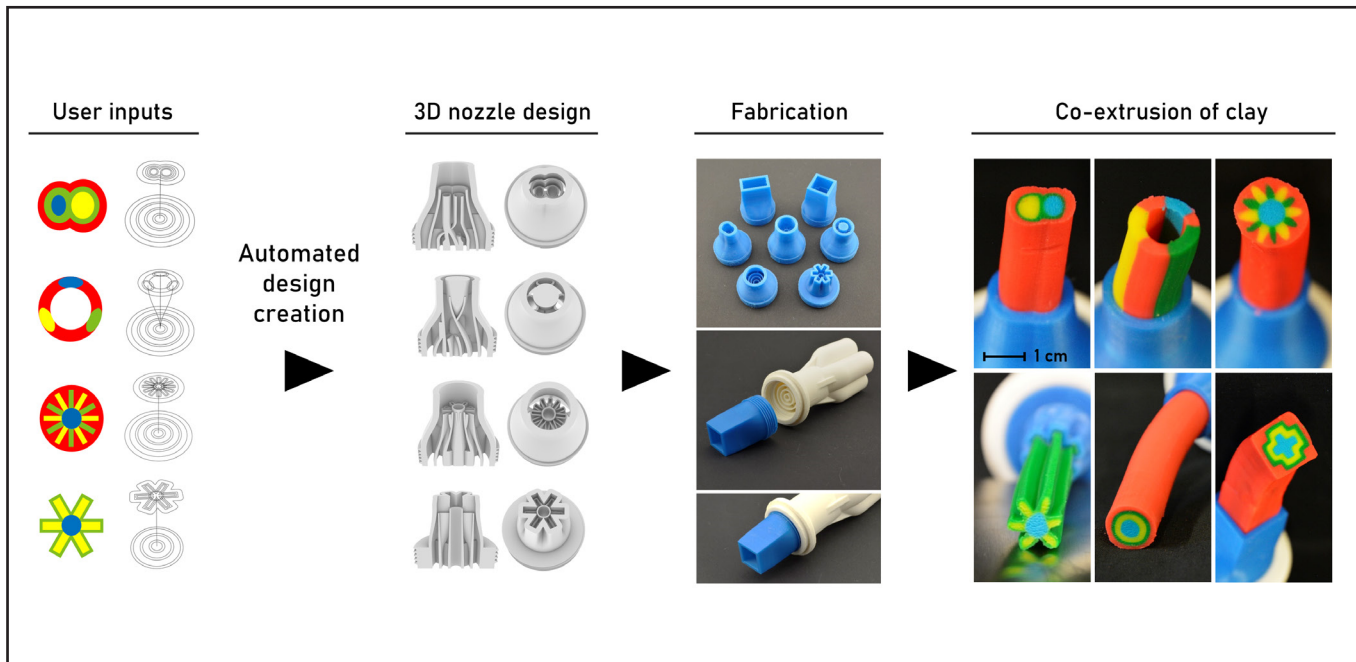 User inputs
3D nozzle design
Fabrication
Co-extrusion of clay
Automated
design
creation
1 cm